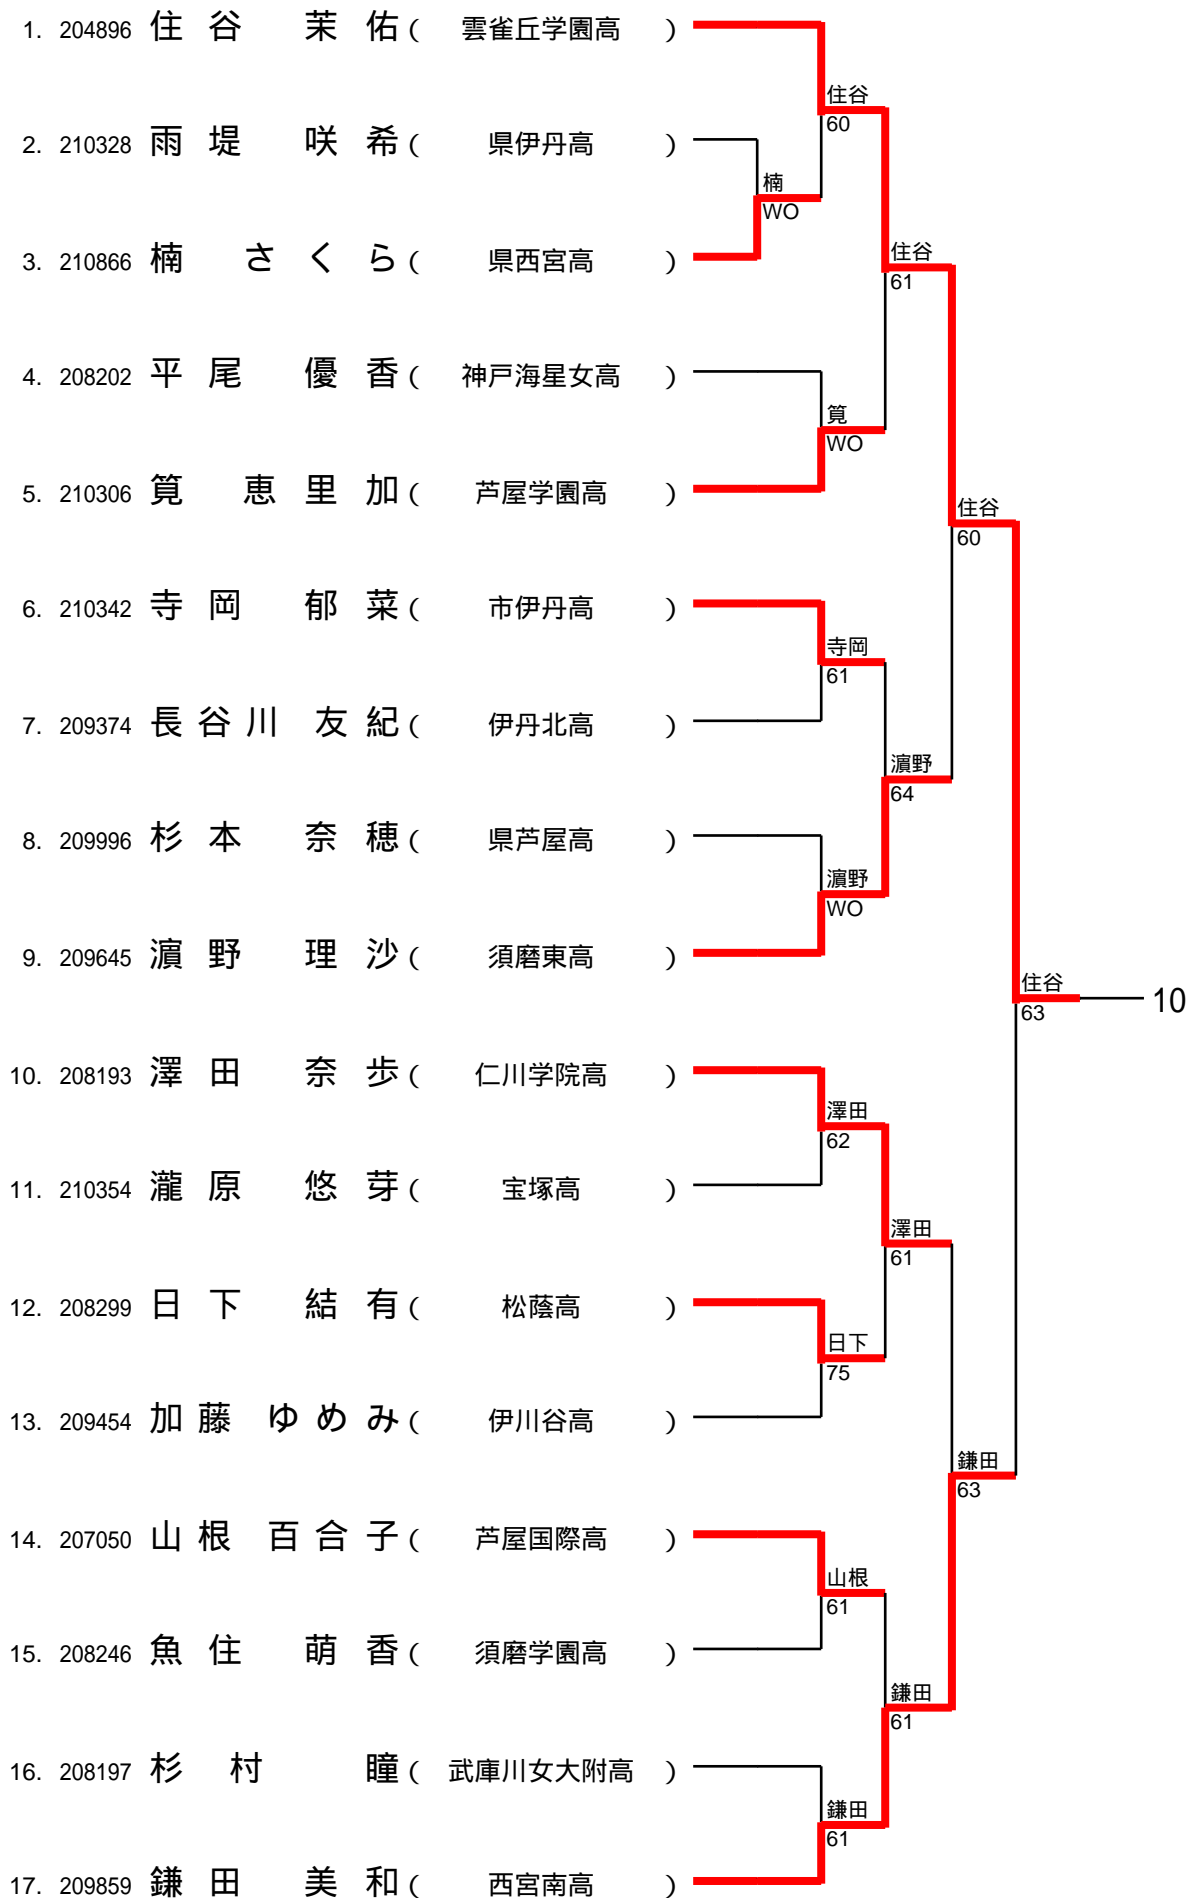 1. 204896 住谷 茉佑 ( 雲雀丘学園高 )
住谷
60
2. 210328 雨堤 咲希 ( 県伊丹高 )
楠
WO
3. 210866 楠 さくら ( 県西宮高 )
住谷
61
4. 208202 平尾 優香 ( 神戸海星女高 )
筧
WO
5. 210306 筧 恵里加 ( 芦屋学園高 )
住谷
60
6. 210342 寺岡 郁菜 ( 市伊丹高 )
寺岡
61
7. 209374 長谷川 友紀 ( 伊丹北高 )
濵野
64
8. 209996 杉本 奈穂 ( 県芦屋高 )
濵野
WO
9. 209645 濵野 理沙 ( 須磨東高 )
住谷
63
10
10. 208193 澤田 奈歩 ( 仁川学院高 )
澤田
62
11. 210354 瀧原 悠芽 ( 宝塚高 )
澤田
61
12. 208299 日下 結有 ( 松蔭高 )
日下
75
13. 209454 加藤 ゆめみ ( 伊川谷高 )
鎌田
63
14. 207050 山根 百合子 ( 芦屋国際高 )
山根
61
15. 208246 魚住 萌香 ( 須磨学園高 )
鎌田
61
16. 208197 杉村 瞳 ( 武庫川女大附高 )
鎌田
61
17. 209859 鎌田 美和 ( 西宮南高 )